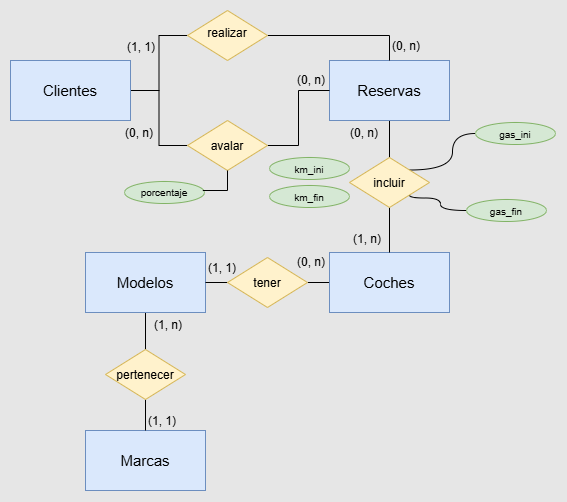 realizar
(1, 1)
(0, n)
Clientes
Reservas
(0, n)
(0, n)
(0, n)
avalar
gas_ini
km_ini
porcentaje
incluir
km_fin
gas_fin
(1, n)
(1, 1)
(0, n)
Modelos
tener
Coches
(1, n)
pertenecer
(1, 1)
Marcas